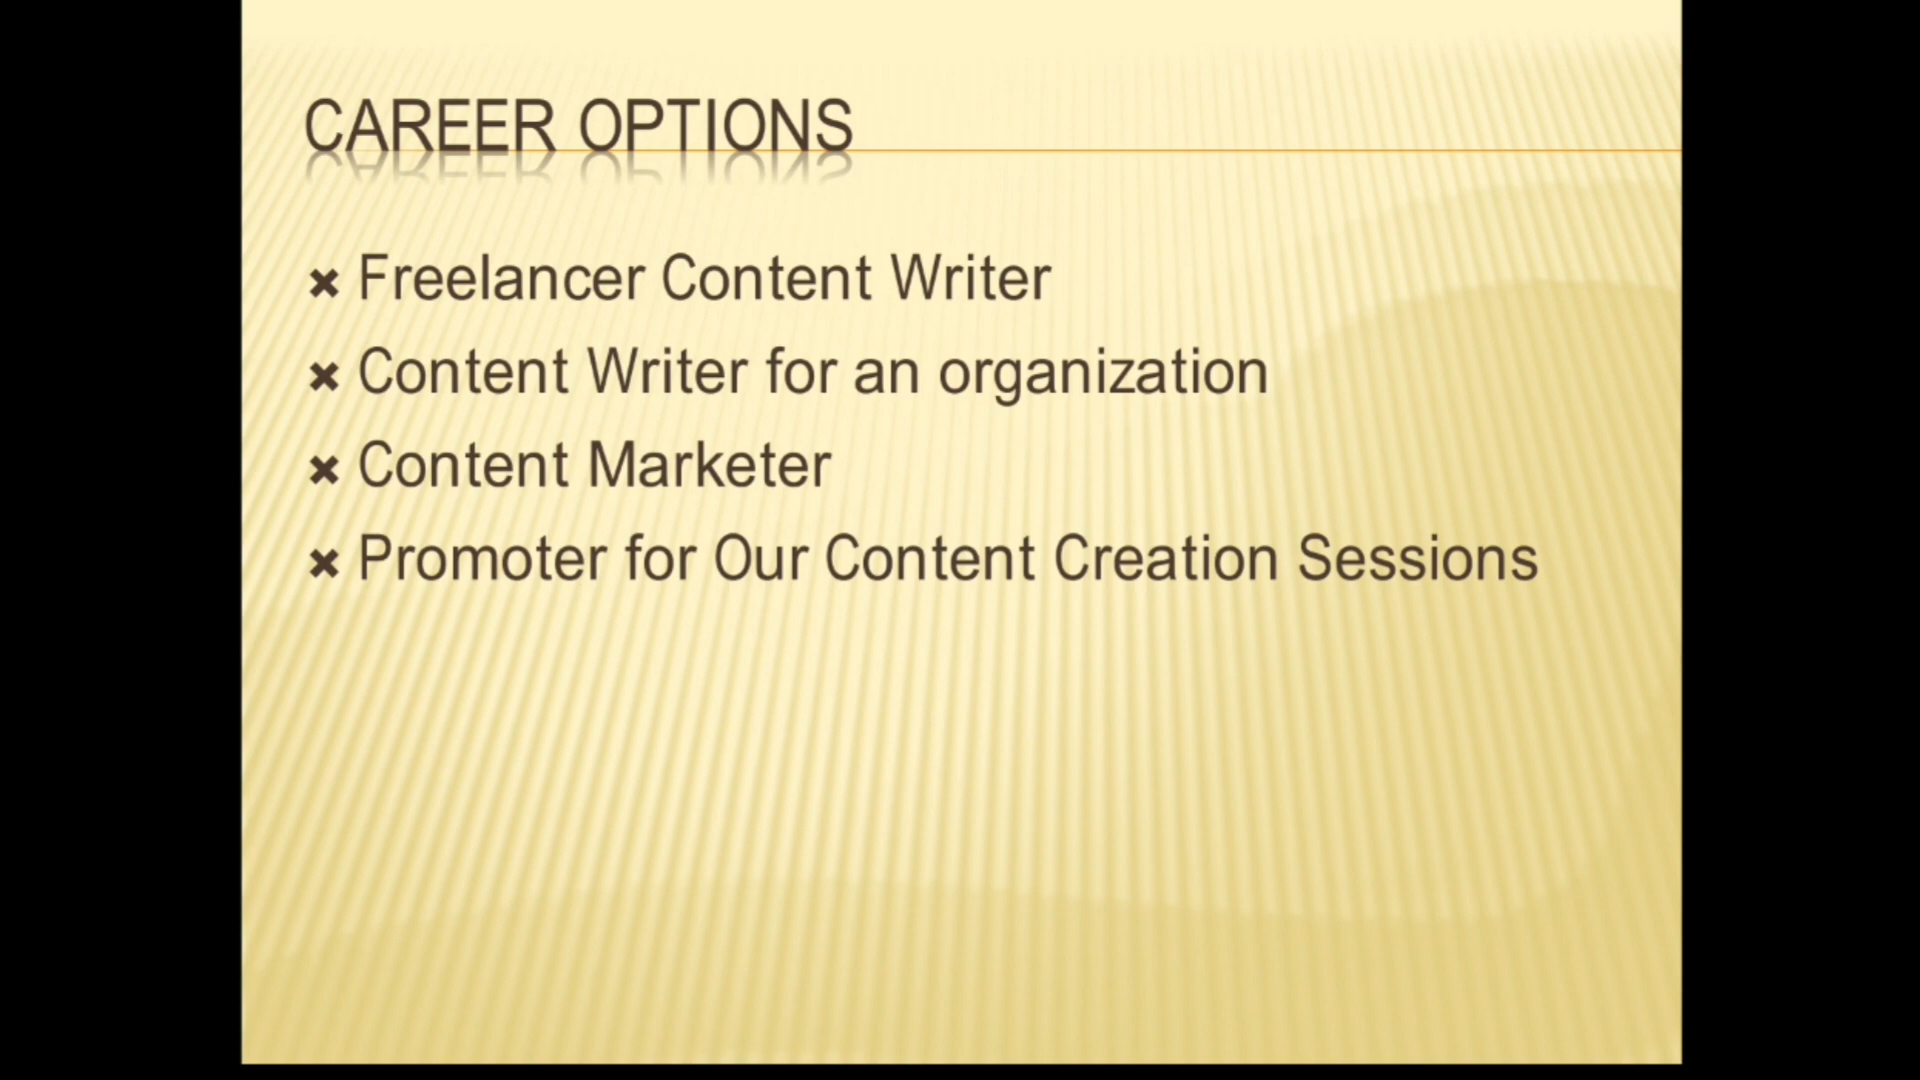 CAREER OPTIONS
✖ Freelancer Content Writer
✖ Content Writer for an organization
✖ Content Marketer
✖ Promoter for Our Content Creation Sessions